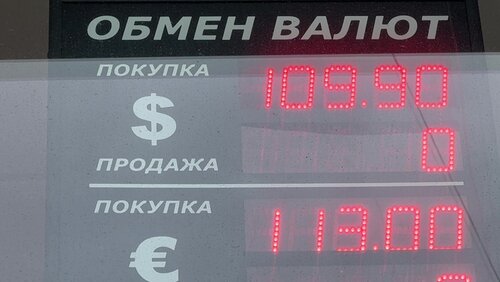 ОБМЕН ВАЛЮТ
ПОКУПКА 109.90
$
ПРОДАЖА 0
ПОКУПКА 113.00
€